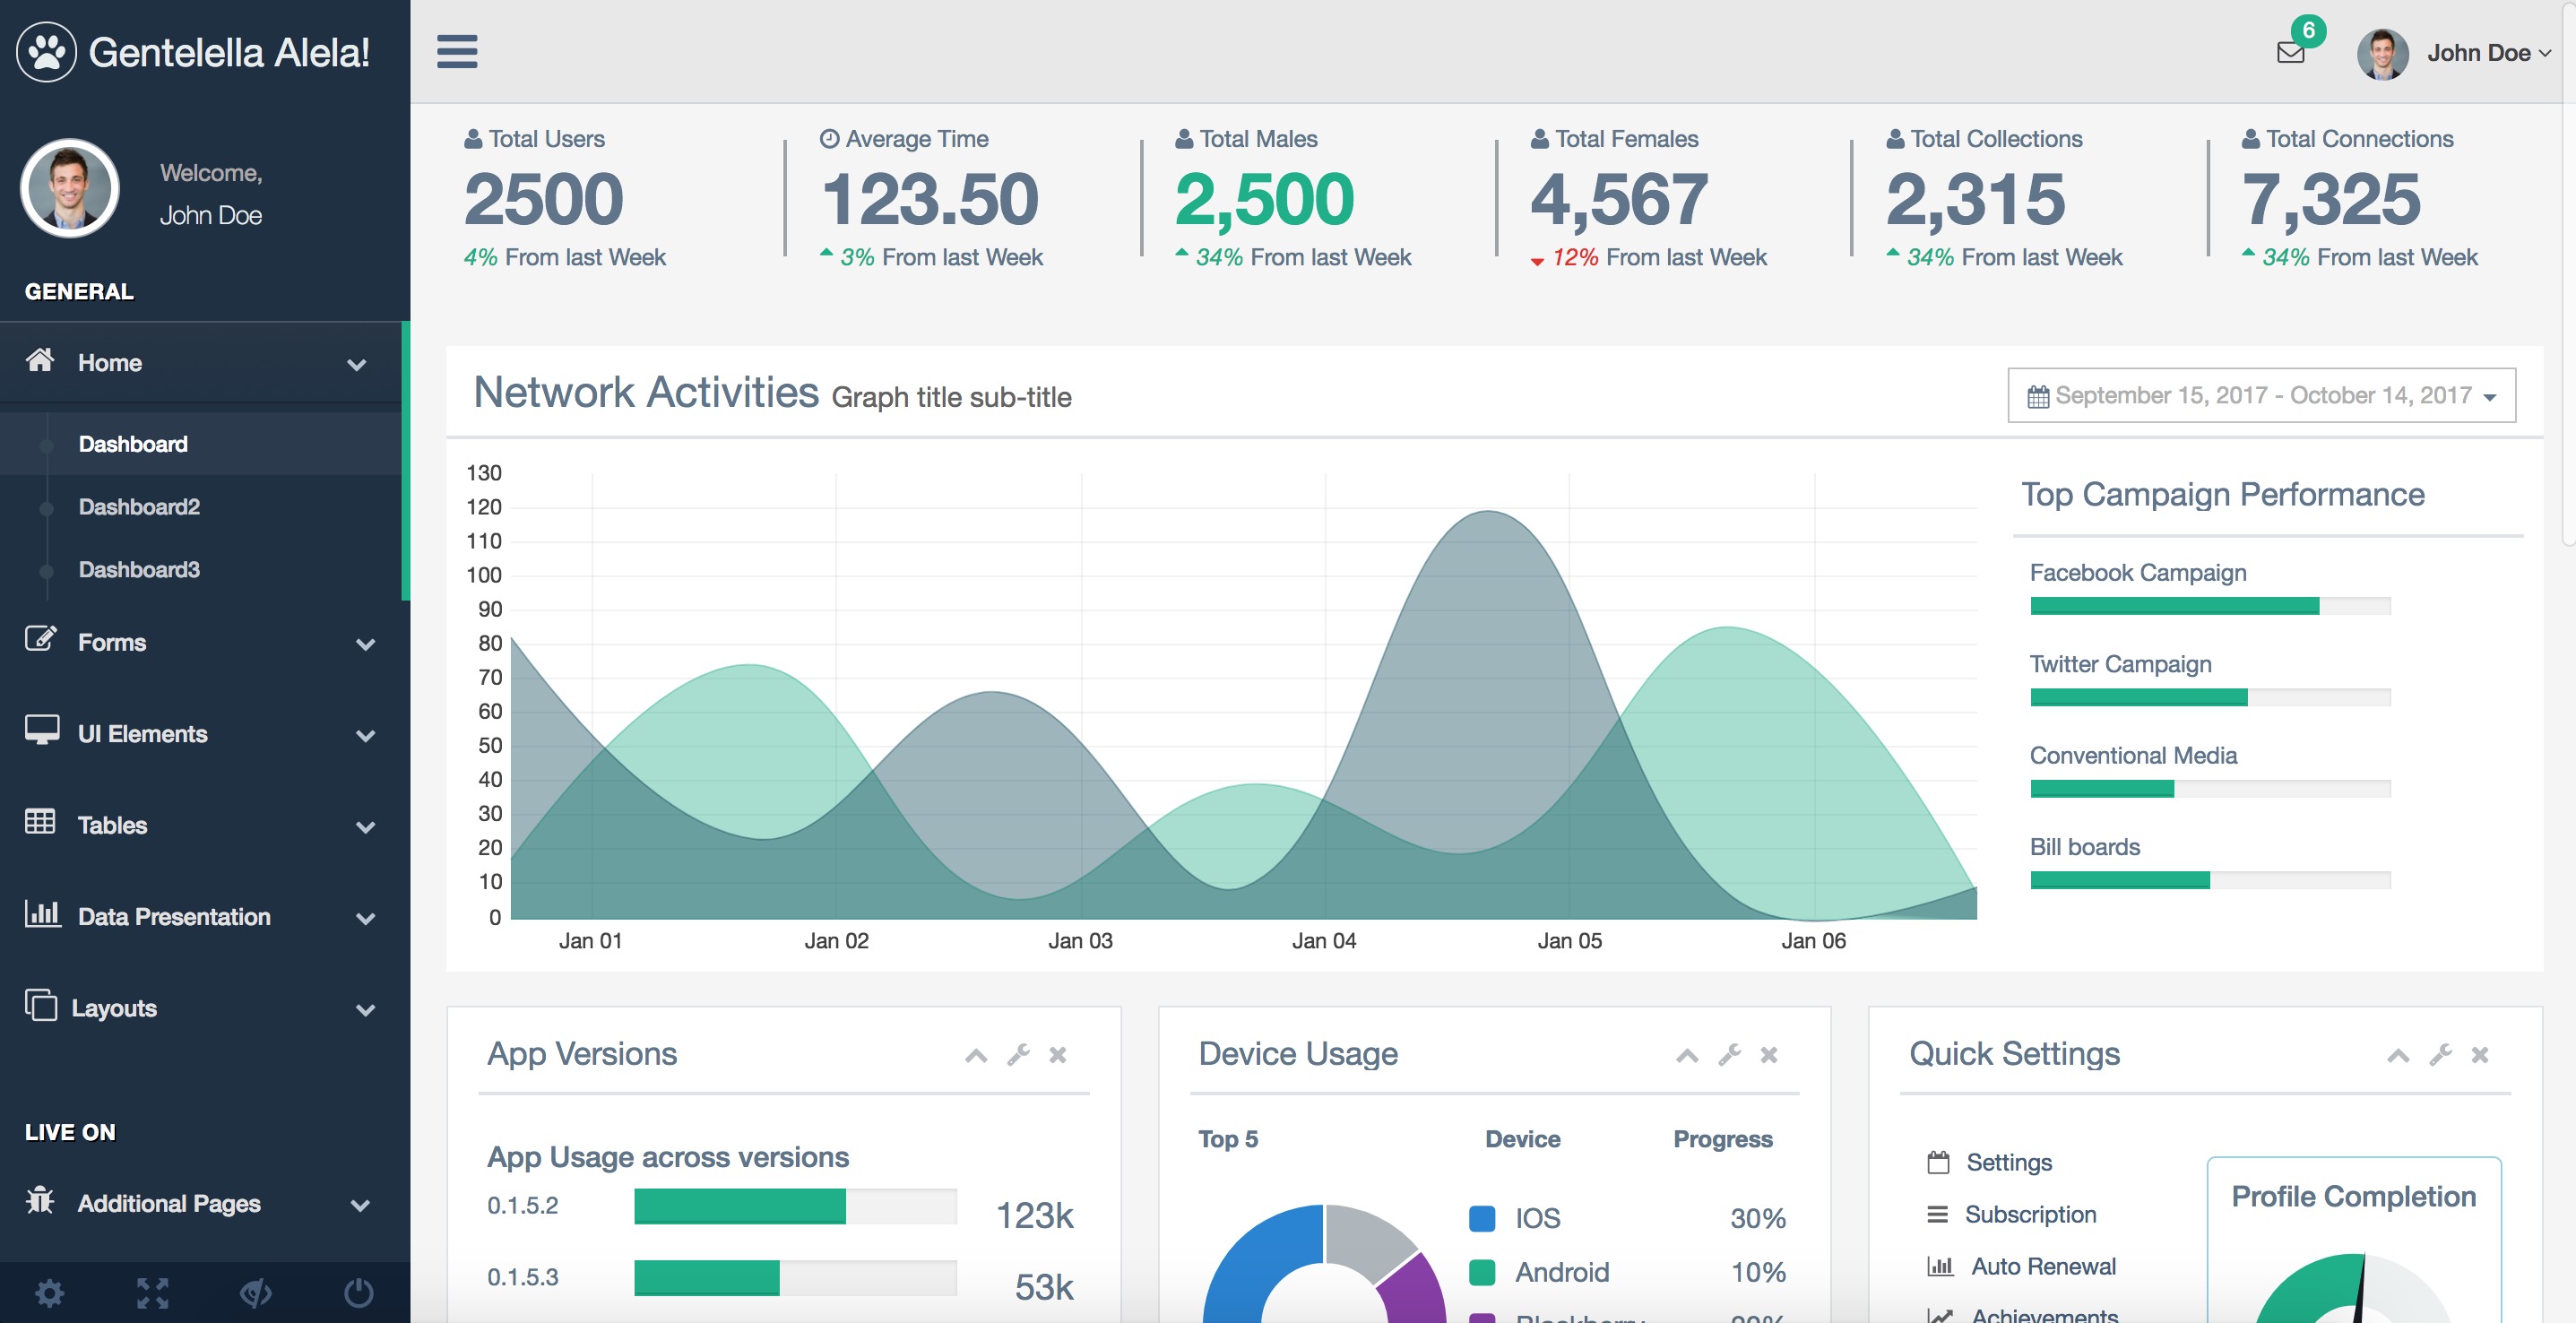 Gentelella Alela!
Welcome,
John Doe
GENERAL
Home
Dashboard
Dashboard2
Dashboard3
Forms
UI Elements
Tables
Data Presentation
Layouts
LIVE ON
Additional Pages
6
John Doe
Total Users
2500
4% From last Week
Average Time
123.50
3% From last Week
Total Males
2,500
34% From last Week
Total Females
4,567
12% From last Week
Total Collections
2,315
34% From last Week
Total Connections
7,325
34% From last Week
Network Activities Graph title sub-title
September 15, 2017 - October 14, 2017
130
120
110
100
90
80
70
60
50
40
30
20
10
0
Jan 01 Jan 02 Jan 03 Jan 04 Jan 05 Jan 06
Top Campaign Performance
Facebook Campaign
Twitter Campaign
Conventional Media
Bill boards
App Versions
App Usage across versions
0.1.5.2 123k
0.1.5.3 53k
Device Usage
Top 5 Device Progress
IOS 30%
Android 10%
Blackberry 20%
Quick Settings
Settings
Subscription
Auto Renewal
Achievements
Profile Completion